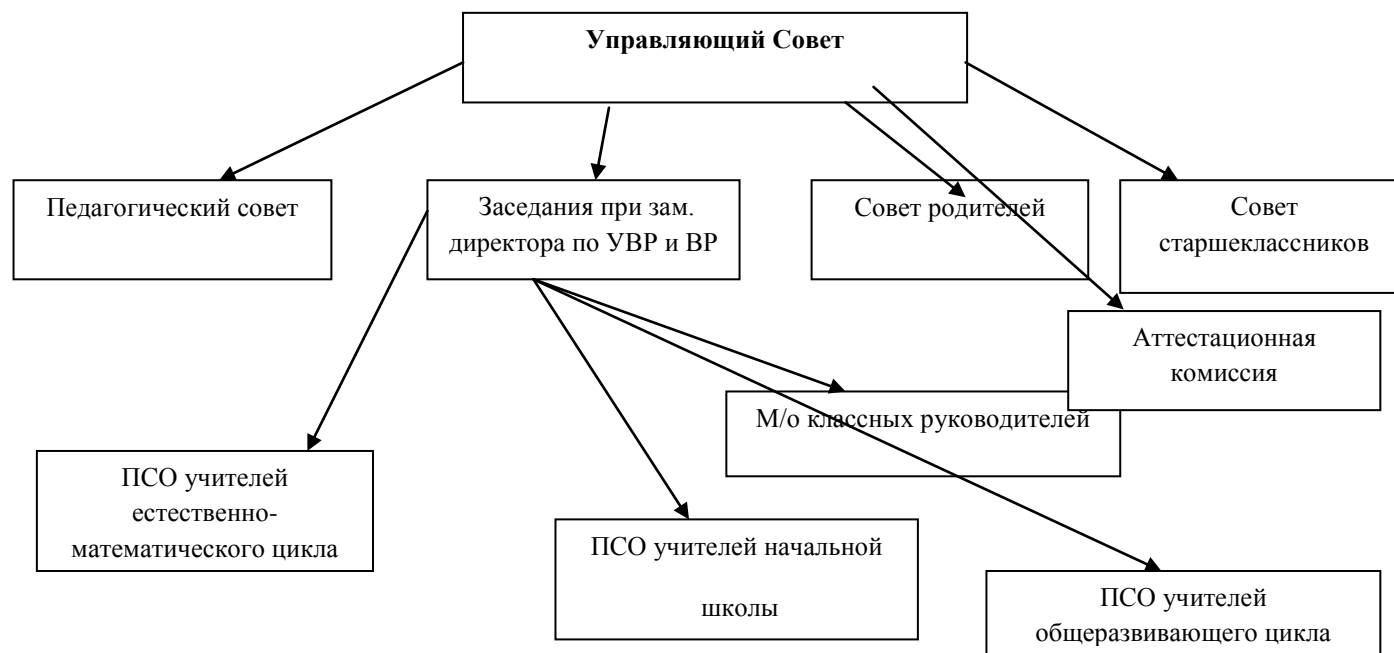 Управляющий Совет
Педагогический совет
Заседания при зам.
директора по УВР и ВР
Совет родителей
Совет
старшеклассников
Аттестационная
комиссия
М/о классных руководителей
ПСО учителей
естественно-
математического цикла
ПСО учителей начальной
школы
ПСО учителей
общеразвивающего цикла